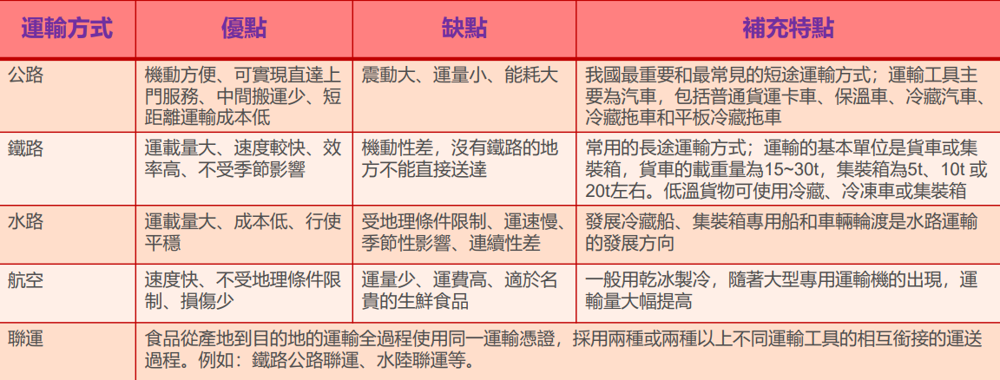 運輸方式
優點
缺點
補充特點
公路
機動方便、可實現直達上
門服務、中間搬運少、短
距離運輸成本低
震動大、運量小、能耗大
我國最重要和最常見的短途運輸方式；運輸工具主
要為汽車，包括普通貨運卡車、保溫車、冷藏汽車、
冷藏拖車和平板冷藏拖車
鐵路
運載量大、速度較快、效
率高、不受季節影響
機動性差，沒有鐵路的地
方不能直接送達
常用的長途運輸方式；運輸的基本單位是貨車或集
裝箱，貨車的載重量為15~30t，集裝箱為5t、10t 或
20t左右。低溫貨物可使用冷藏、冷凍車或集裝箱
水路
運載量大、成本低、行使
平穩
受地理條件限制、運速慢、
季節性影響、連續性差
發展冷藏船、集裝箱專用船和車輛輪渡是水路運輸
的發展方向
航空
速度快、不受地理條件限
制、損傷少
運量少、運費高、適於名
貴的生鮮食品
一般用乾冰製冷，隨著大型專用運輸機的出現，運
輸量大幅提高
聯運
食品從產地到目的地的運輸全過程使用同一運輸憑證，採用兩種或兩種以上不同運輸工具的相互銜接的運送
過程。例如：鐵路公路聯運、水陸聯運等。